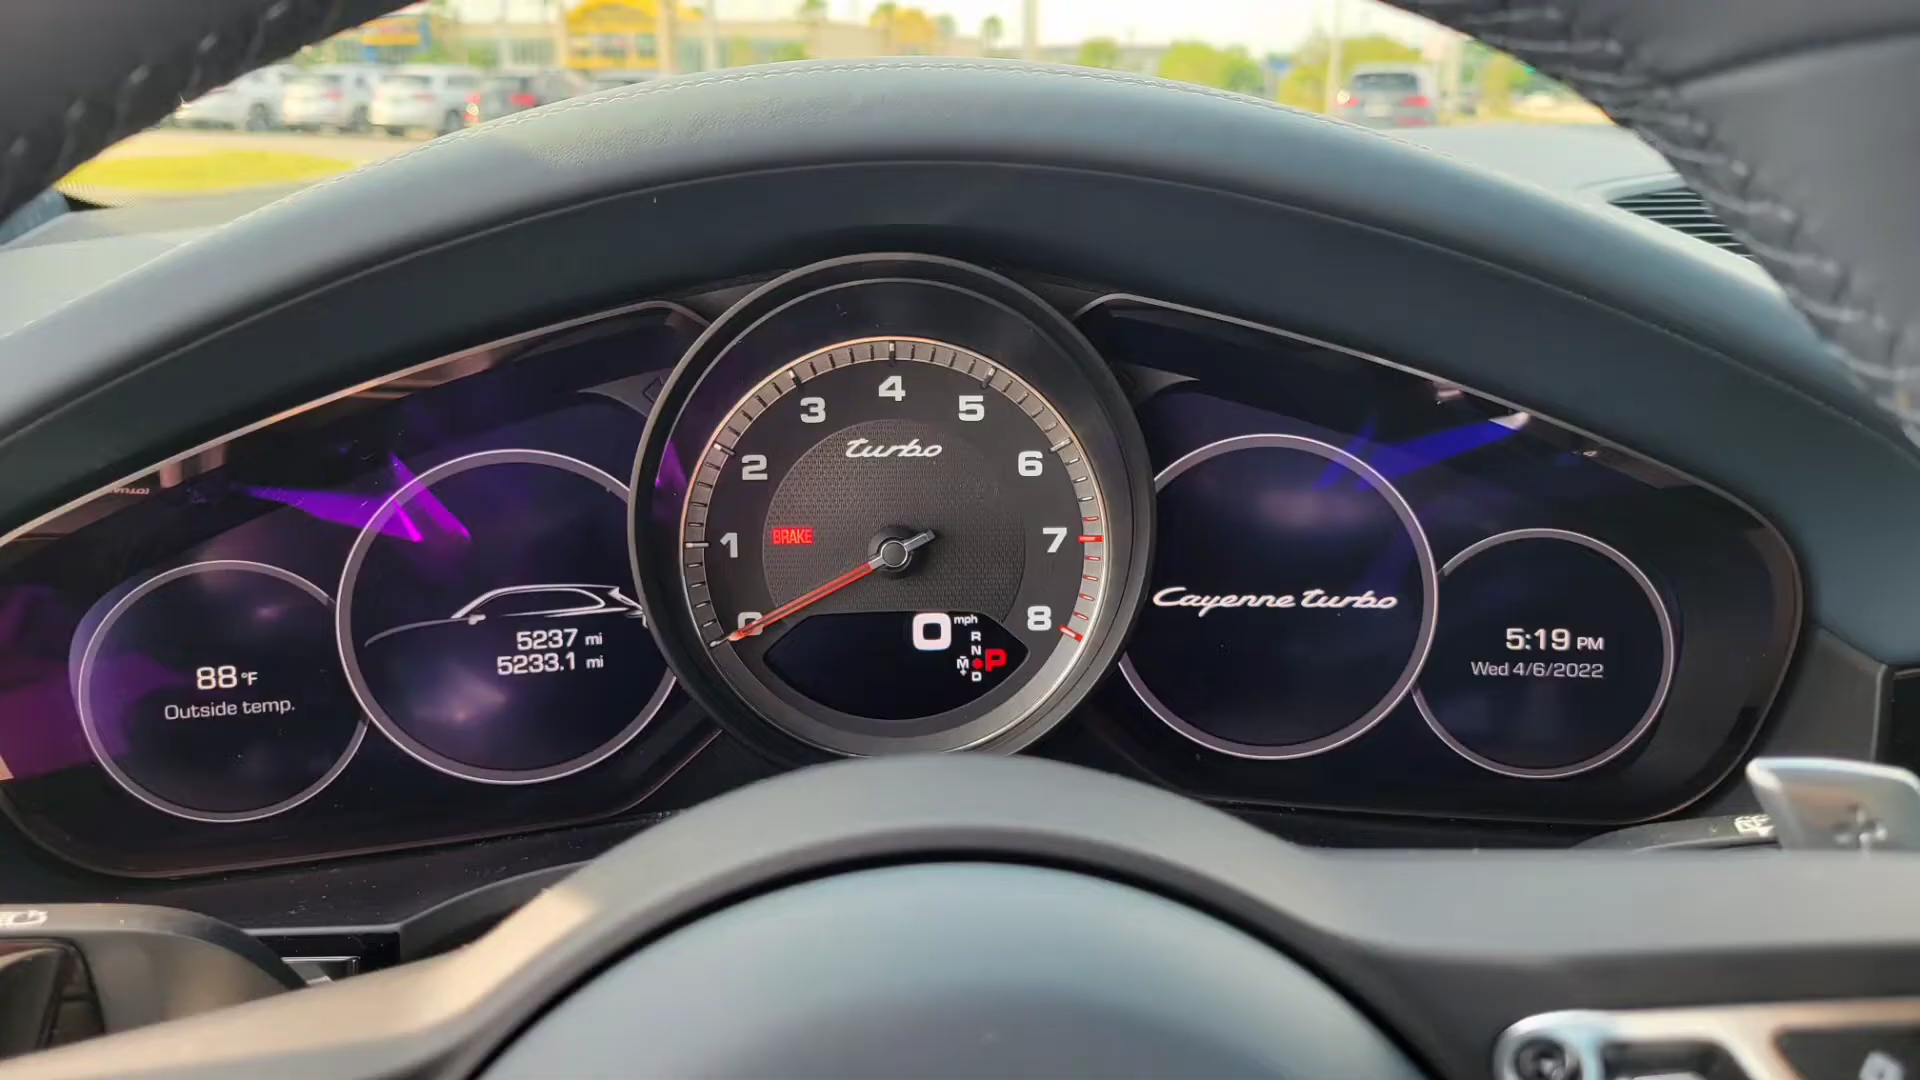 88°F
Outside temp.
5237 mi
5233.1 mi
0
1
2
3
4
5
6
7
8
turbo
BRAKE
0 mph
R
N
M
P
D
Cayenne turbo
5:19 PM
Wed 4/6/2022